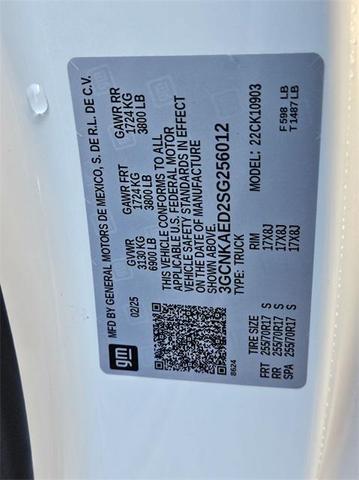 MFD BY GENERAL MOTORS DE MEXICO, S. DE R.L. DE C.V.
02/25 GVWR GAWR FRT GAWR RR
3130 KG 1724 KG 1724 KG
6900 LB 3800 LB 3800 LB
THIS VEHICLE CONFORMS TO ALL
APPLICABLE U.S. FEDERAL MOTOR
VEHICLE SAFETY STANDARDS IN EFFECT
ON THE DATE OF MANUFACTURE
SHOWN ABOVE.
3GCNKAED2SG256012
TYPE: TRUCK
gm
8624
MODEL: 22CK10903
TIRE SIZE RIM
FRT 255/70R17 S 17X8J
RR 255/70R17 S 17X8J
SPA 255/70R17 S 17X8J
F 598 LB
T 1487 LB